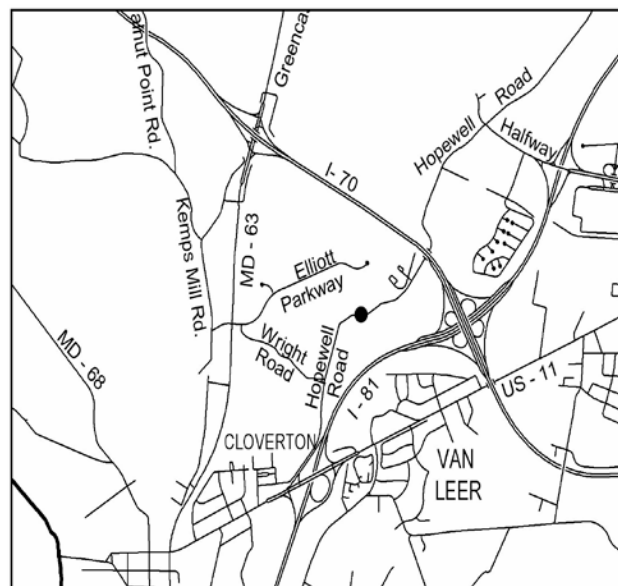 alnut Point Rd.
Greenca
Road
Hopewell
Halfway
I-70
Kemps Mill Rd.
MD - 63
Elliott
Parkway
Wright
Road
Hopewell
Road
MD - 68
I - 81
US - 11
CLOVERTON
VAN
LEER